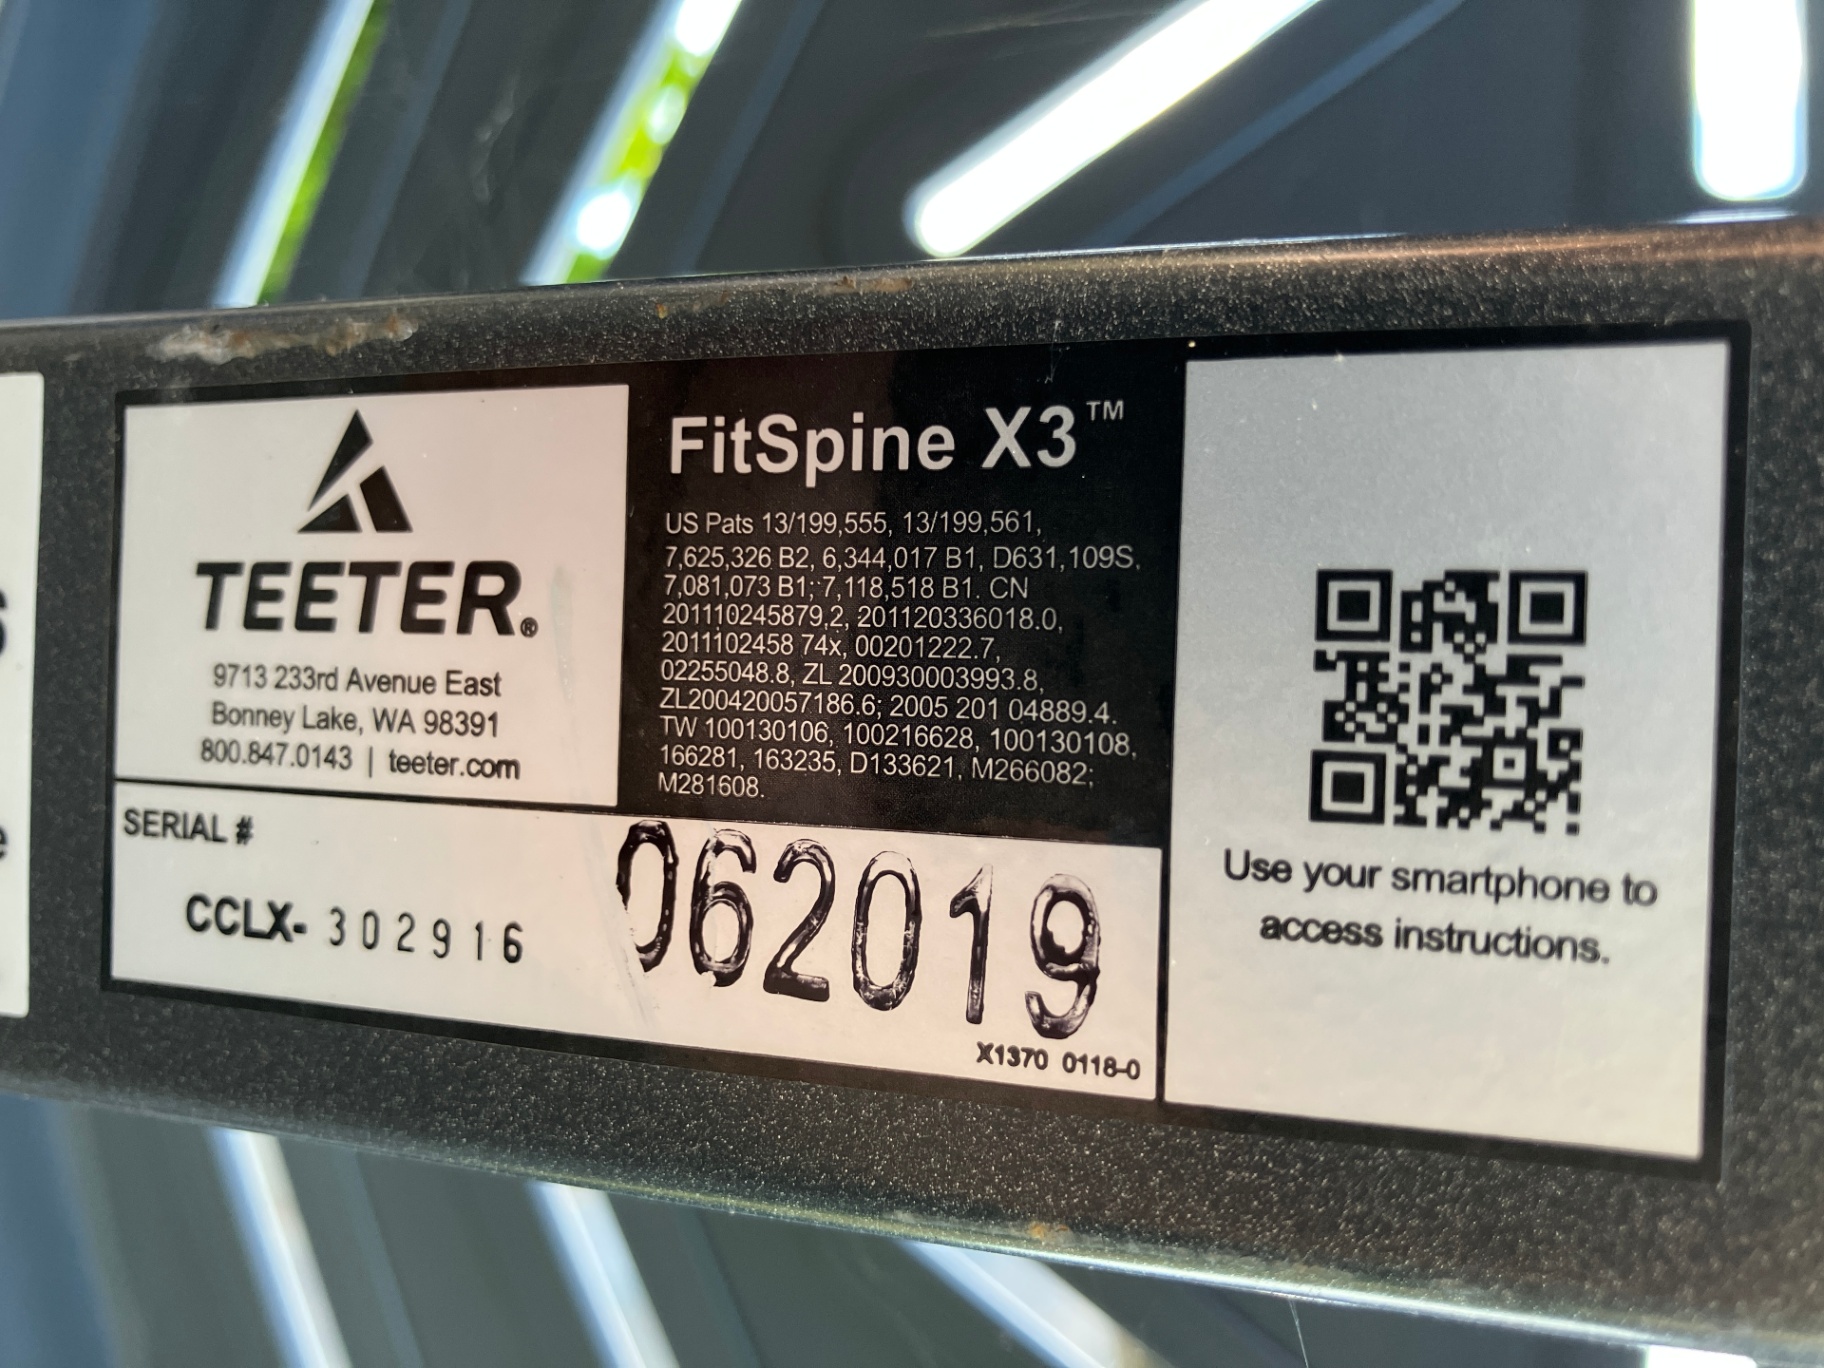 TEETER®
9713 233rd Avenue East
Bonney Lake, WA 98391
800.847.0143 | teeter.com
FitSpine X3™
US Pats 13/199,555, 13/199,561,
7,625,326 B2, 6,344,017 B1, D631,109S,
7,081,073 B1; 7,118,518 B1. CN
201110245879,2, 201120336018.0,
2011102458 74x, 00201222.7,
02255048.8, ZL 200930003993.8,
ZL200420057186.6; 2005 201 04889.4.
TW 100130106, 100216628, 100130108,
166281, 163235, D133621, M266082;
M281608.
SERIAL #
CCLX- 302916
062019
X1370 0118-0
Use your smartphone to
access instructions.